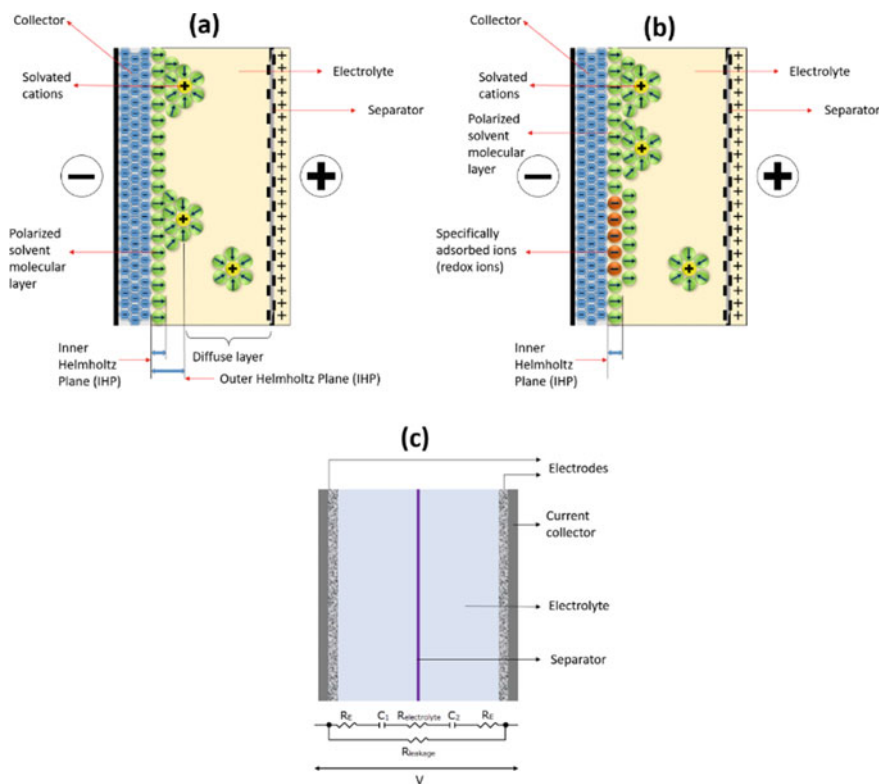 (a)
Collector
Solvated
cations
Electrolyte
Separator
−
+
Polarized
solvent
molecular
layer
Inner
Helmholtz
Plane (IHP)
Diffuse layer
Outer Helmholtz Plane (IHP)
(b)
Collector
Solvated
cations
Polarized
solvent
molecular
layer
Electrolyte
Separator
−
+
Specifically
adsorbed ions
(redox ions)
Inner
Helmholtz
Plane (IHP)
(c)
Electrodes
Current
collector
Electrolyte
Separator
RE C1 Relectrolyte C2 RE
Rleakage
V